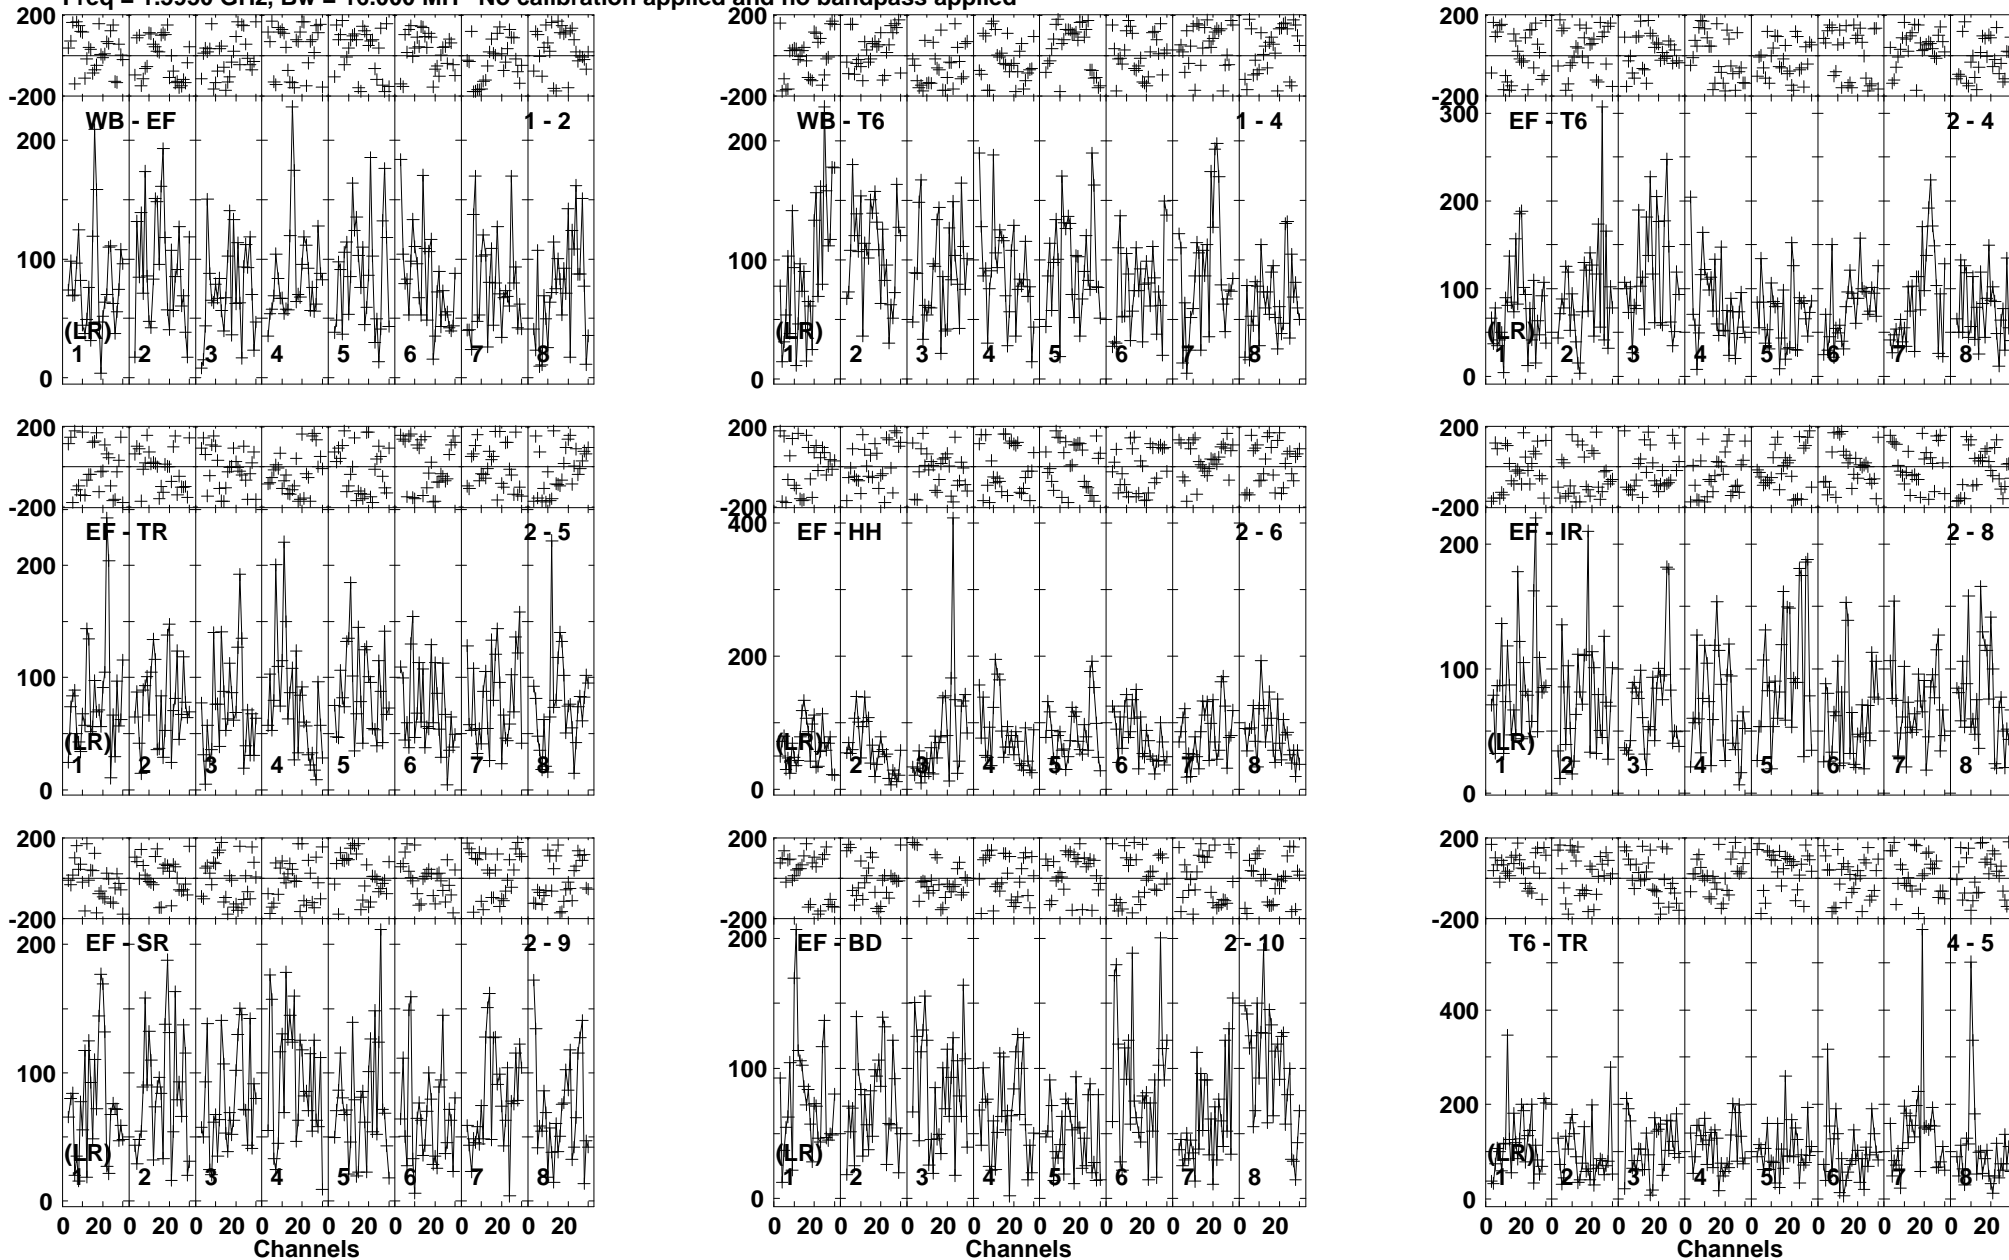 No calibration applied and no bandpass applied
200 200 200
-200 -200 -200
WB - EF 1 - 2 WB - T6 1 - 4 EF - T6 2 - 4
300
200 200 200
100 100 100
(LR) (LR) (LR)
1 2 3 4 5 6 7 8 1 2 3 4 5 6 7 8 1 2 3 4 5 6 7 8
0 0 0
200 200 200
-200 -200 -200
EF - TR 2 - 5 EF - HH 2 - 6 EF - IR 2 - 8
200 400 200
100 200 100
(LR) (LR) (LR)
1 2 3 4 5 6 7 8 1 2 3 4 5 6 7 8 1 2 3 4 5 6 7 8
0 0 0
200 200 200
-200 -200 -200
EF - SR 2 - 9 EF - BD 2 - 10 T6 - TR 4 - 5
200 200 400
100 100 200
(LR) (LR) (LR)
1 2 3 4 5 6 7 8 1 2 3 4 5 6 7 8 1 2 3 4 5 6 7 8
0 0 0
0 20 0 20 0 20 0 20 0 20 0 20 0 20 0 20 0 20 0 20 0 20 0 20 0 20 0 20 0 20 0 20 0 20 0 20 0 20 0 20 0 20 0 20 0 20 0 20
Channels Channels Channels